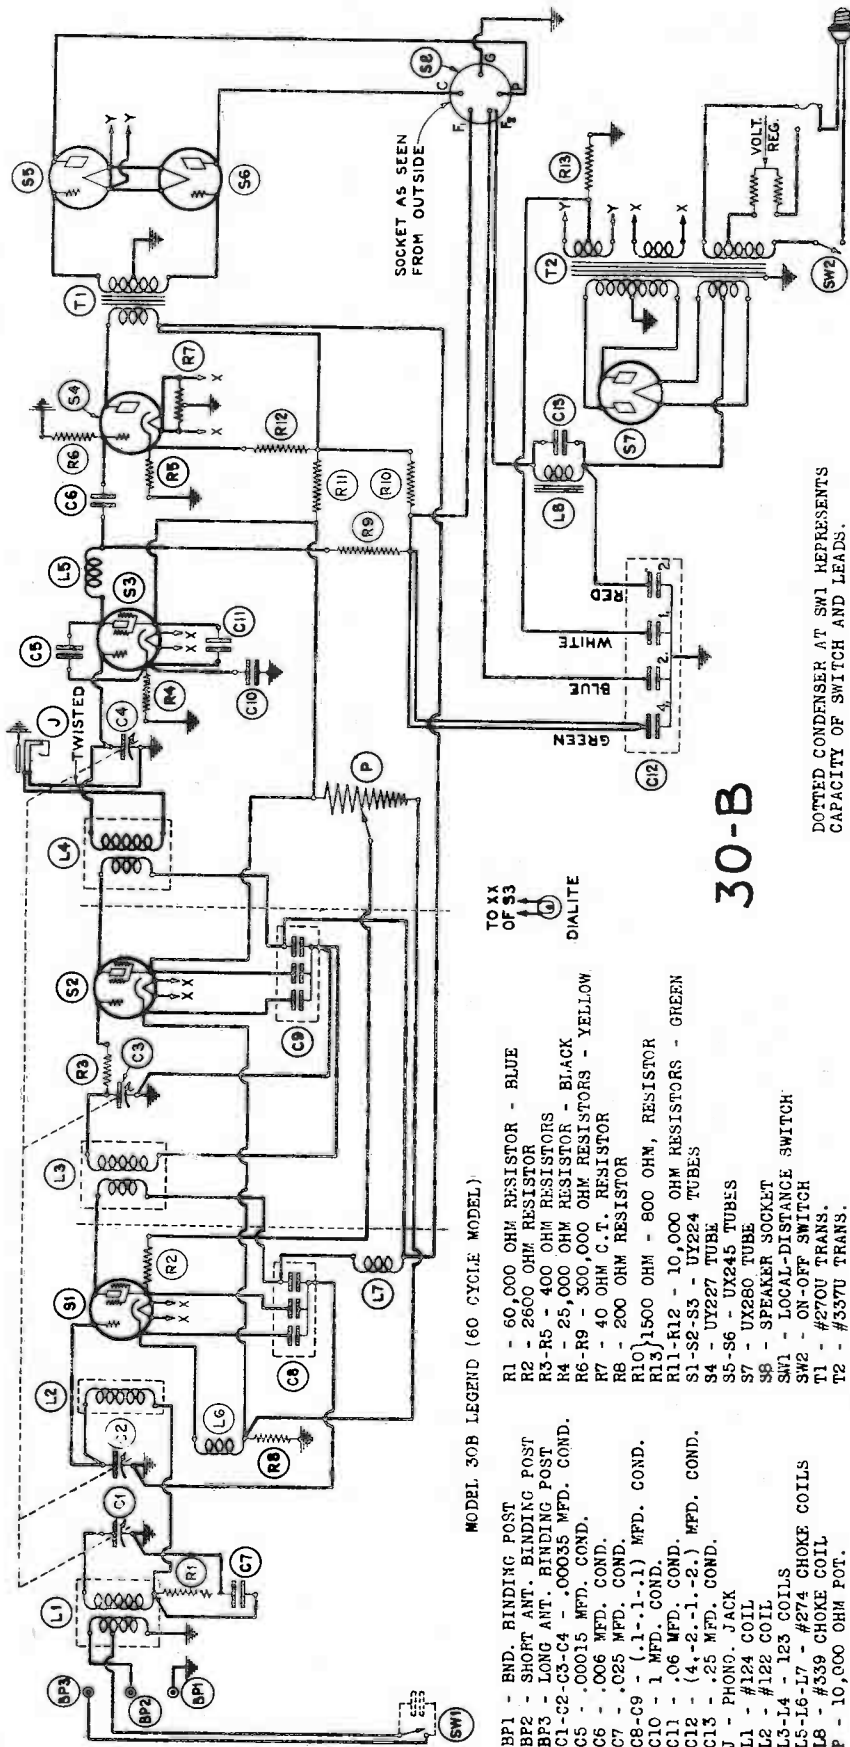 BP3
BP2
BP1
SW1
L1
C1
R1
C7
C2
L2
S1
R2
C8
L6
R8
L7
X X
L3
C3
R3
S2
X X
C9
L4
J
TWISTED
C4
P
C5
S3
X X
R4
C10
C11
L5
C6
R6
S4
R5
R7
X X
R9
R10
R11
R12
T1
S5
S6
Y
Y
SOCKET AS SEEN
FROM OUTSIDE
S8
C
G
P
F1
F2
R13
T2
Y
Y
X
X
VOLT.
REG.
SW2
S7
L8
C13
RED
WHITE
BLUE
GREEN
4.
2.
1.
2.
C12
TO XX
OF S3
DIALITE
30-B
DOTTED CONDENSER AT SW1 REPRESENTS
CAPACITY OF SWITCH AND LEADS.
MODEL 30B LEGEND (60 CYCLE MODEL)
BP1 - BND. BINDING POST
BP2 - SHORT ANT. BINDING POST
BP3 - LONG ANT. BINDING POST
C1-C2-C3-C4 - .00035 MFD. COND.
C5 - .00015 MFD. COND.
C6 - .006 MFD. COND.
C7 - .025 MFD. COND.
C8-C9 - (.1-.1-.1) MFD. COND.
C10 - 1 MFD. COND.
C11 - .06 MFD. COND.
C12 - (4.-2.-1.-2.) MFD. COND.
C13 - .25 MFD. COND.
J - PHONO. JACK
L1 - #124 COIL
L2 - #122 COIL
L3-L4 - 123 COILS
L5-L6-L7 - #274 CHOKE COILS
L8 - #339 CHOKE COIL
P - 10,000 OHM POT.
R1 - 60,000 OHM RESISTOR - BLUE
R2 - 2600 OHM RESISTOR
R3-R5 - 400 OHM RESISTORS
R4 - 25,000 OHM RESISTOR - BLACK
R6-R9 - 300,000 OHM RESISTORS - YELLOW
R7 - 40 OHM C.T. RESISTOR
R8 - 200 OHM RESISTOR
R10} 1500 OHM - 800 OHM, RESISTOR
R13}
R11-R12 - 10,000 OHM RESISTORS - GREEN
S1-S2-S3 - UY224 TUBES
S4 - UY227 TUBE
S5-S6 - UX245 TUBES
S7 - UX280 TUBE
S8 - SPEAKER SOCKET
SW1 - LOCAL-DISTANCE SWITCH
SW2 - ON-OFF SWITCH
T1 - #270U TRANS.
T2 - #337U TRANS.